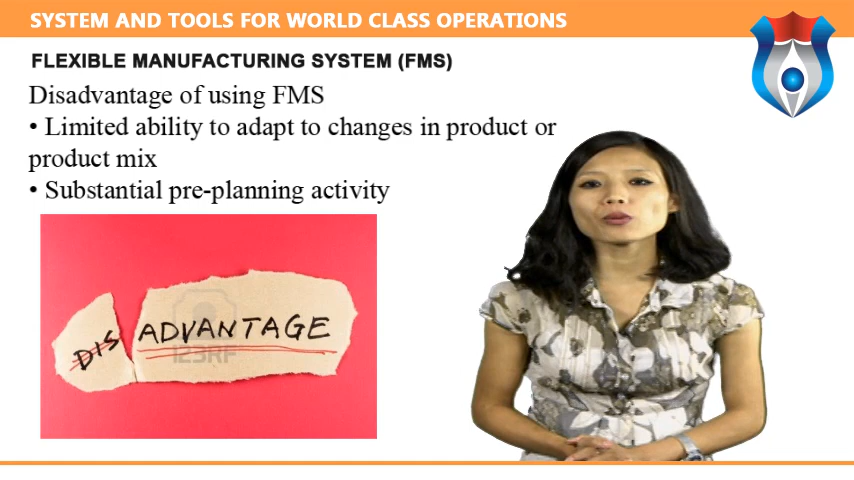 SYSTEM AND TOOLS FOR WORLD CLASS OPERATIONS
FLEXIBLE MANUFACTURING SYSTEM (FMS)
Disadvantage of using FMS
• Limited ability to adapt to changes in product or
product mix
• Substantial pre-planning activity
DIS ADVANTAGE
123RF